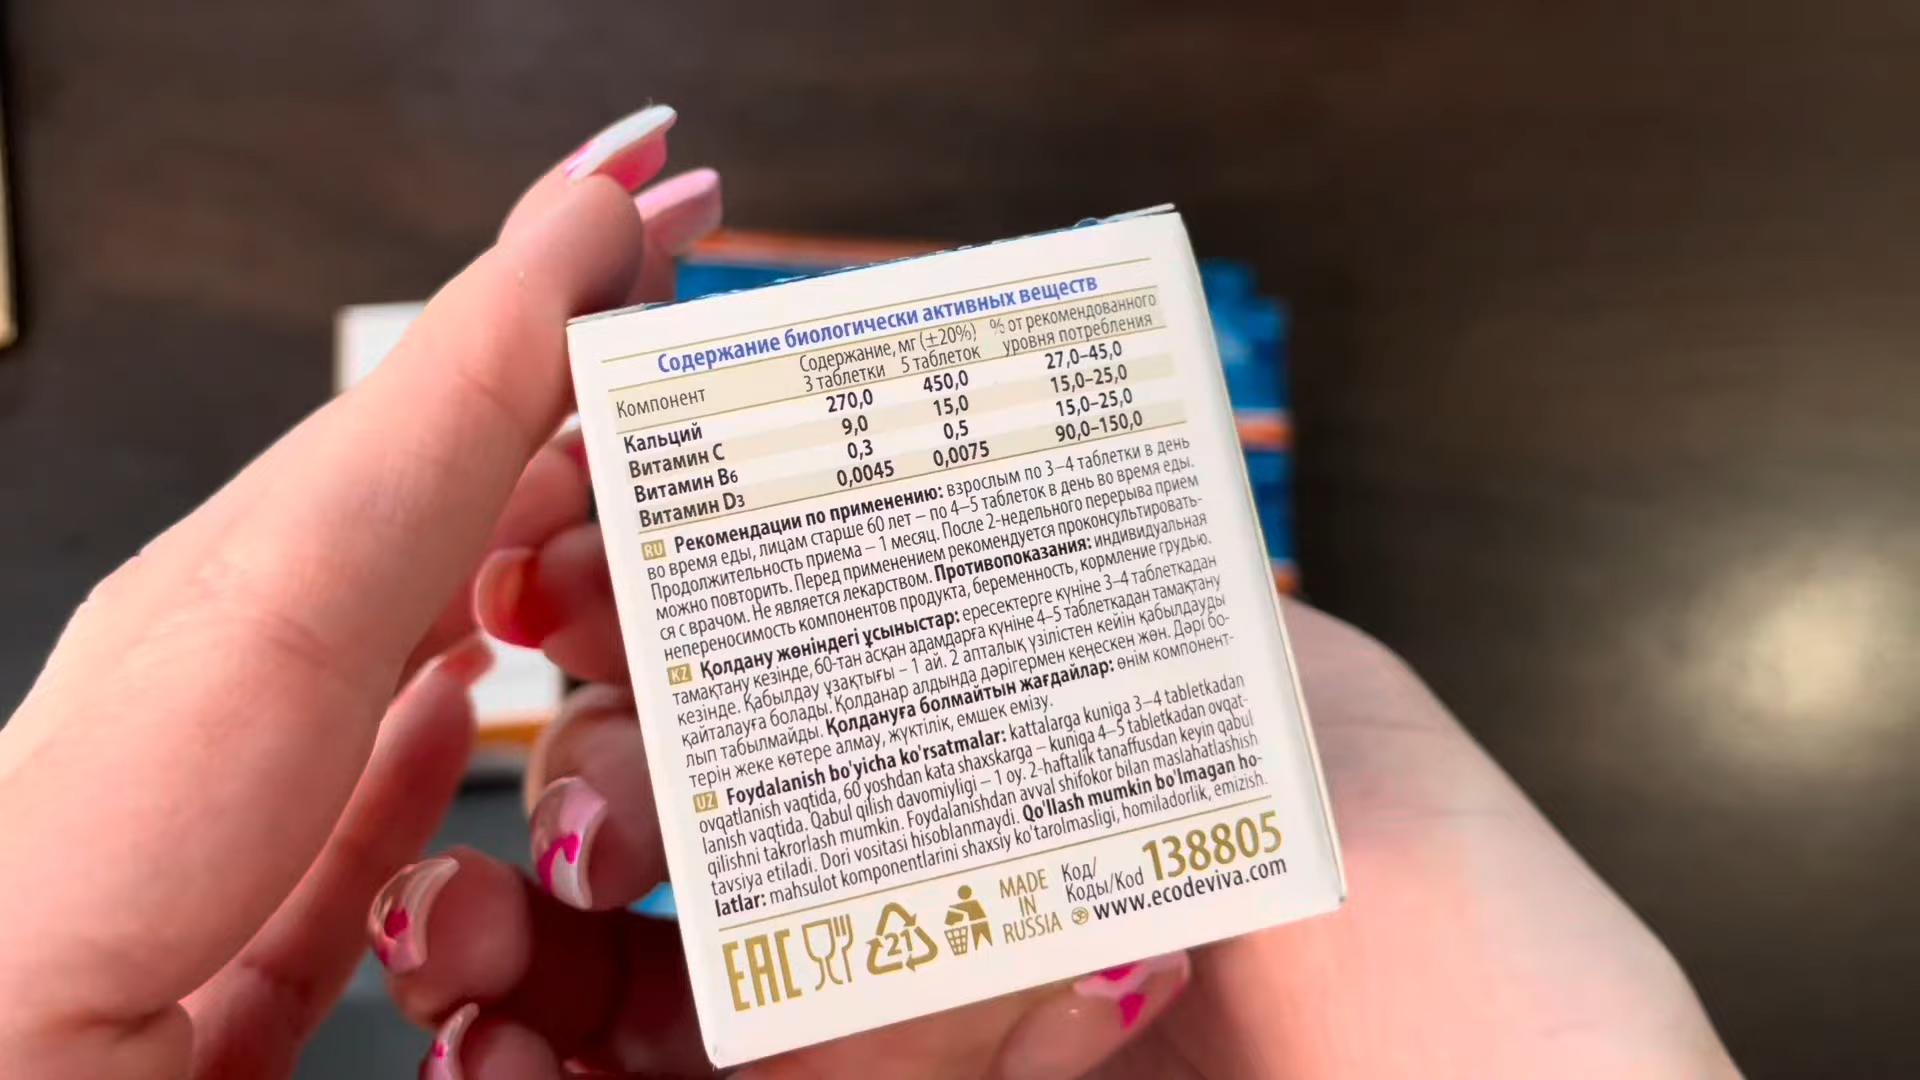 Содержание биологически активных веществ
Компонент Содержание, мг (±20%) % от рекомендованного
3 таблетки 5 таблеток уровня потребления
Кальций 270,0 450,0 27,0–45,0
Витамин C 9,0 15,0 15,0–25,0
Витамин B6 0,3 0,5 15,0–25,0
Витамин D3 0,0045 0,0075 90,0–150,0
RU Рекомендации по применению: взрослым по 3–4 таблетки в день
во время еды, лицам старше 60 лет – по 4–5 таблеток в день во время еды.
Продолжительность приема – 1 месяц. После 2-недельного перерыва прием
можно повторить. Перед применением рекомендуется проконсультировать-
ся с врачом. Не является лекарством. Противопоказания: индивидуальная
непереносимость компонентов продукта, беременность, кормление грудью.
KZ Қолдану жөніндегі ұсыныстар: ересектерге күніне 3–4 таблеткадан
тамақтану кезінде, 60-тан асқан адамдарға күніне 4–5 таблеткадан тамақтану
кезінде. Қабылдау ұзақтығы – 1 ай. 2 апталық үзілістен кейін қабылдауды
қайталауға болады. Қолданар алдында дәрігермен кеңескен жөн. Дәрі бо-
лып табылмайды. Қолдануға болмайтын жағдайлар: өнім компонент-
терін жеке көтере алмау, жүктілік, емшек емізу.
UZ Foydalanish bo'yicha ko'rsatmalar: kattalarga kuniga 3–4 tabletkadan
ovqatlanish vaqtida, 60 yoshdan kata shaxskarga – kuniga 4–5 tabletkadan ovqat-
lanish vaqtida. Qabul qilish davomiyligi – 1 oy. 2-haftalik tanaffusdan keyin qabul
qilishni takrorlash mumkin. Foydalanishdan avval shifokor bilan maslahatlashish
tavsiya etiladi. Dori vositasi hisoblanmaydi. Qo'llash mumkin bo'lmagan ho-
latlar: mahsulot komponentlarini shaxsiy ko'tarolmasligi, homiladorlik, emizish.
EAC 21 MADE
IN
RUSSIA
Код/
Коды/Kod 138805
www.ecodeviva.com